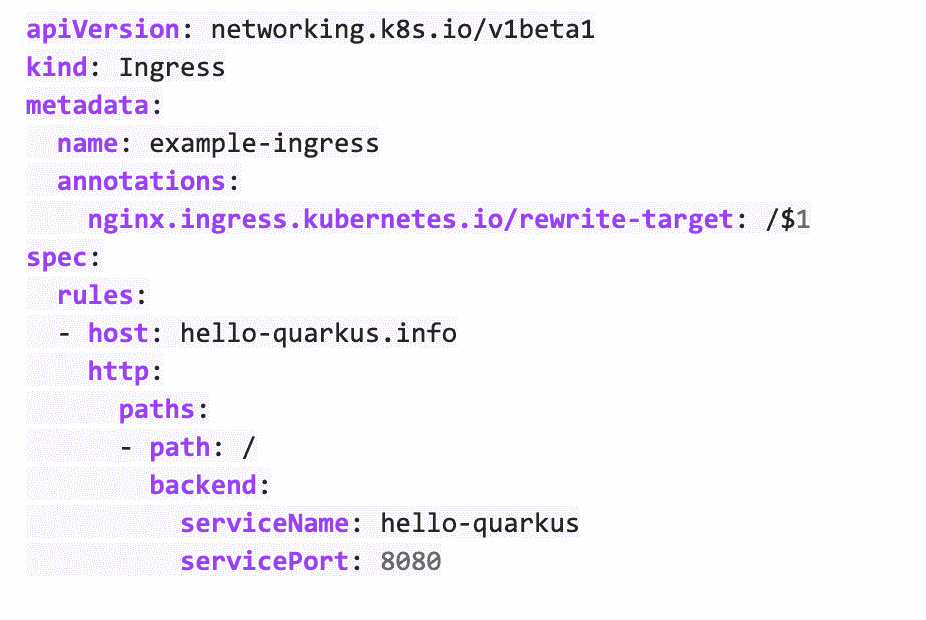 apiVersion: networking.k8s.io/v1beta1
kind: Ingress
metadata:
  name: example-ingress
  annotations:
    nginx.ingress.kubernetes.io/rewrite-target: /$1
spec:
  rules:
  - host: hello-quarkus.info
    http:
      paths:
      - path: /
        backend:
          serviceName: hello-quarkus
          servicePort: 8080